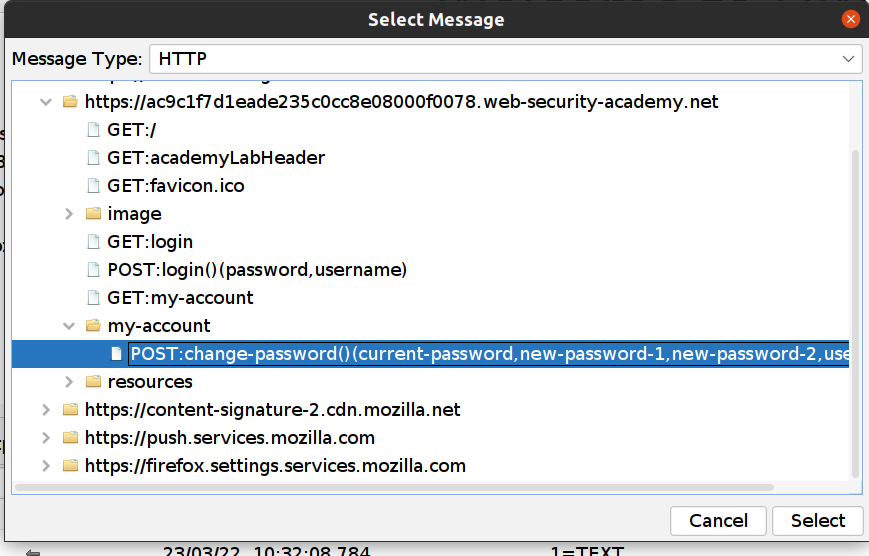 Select Message
Message Type: HTTP
https://ac9c1f7d1eade235c0cc8e08000f0078.web-security-academy.net
GET:/
GET:academyLabHeader
GET:favicon.ico
image
GET:login
POST:login()(password,username)
GET:my-account
my-account
POST:change-password()(current-password,new-password-1,new-password-2,use
resources
https://content-signature-2.cdn.mozilla.net
https://push.services.mozilla.com
https://firefox.settings.services.mozilla.com
Cancel Select
23/03/22 10:32:08.784 1=TEXT